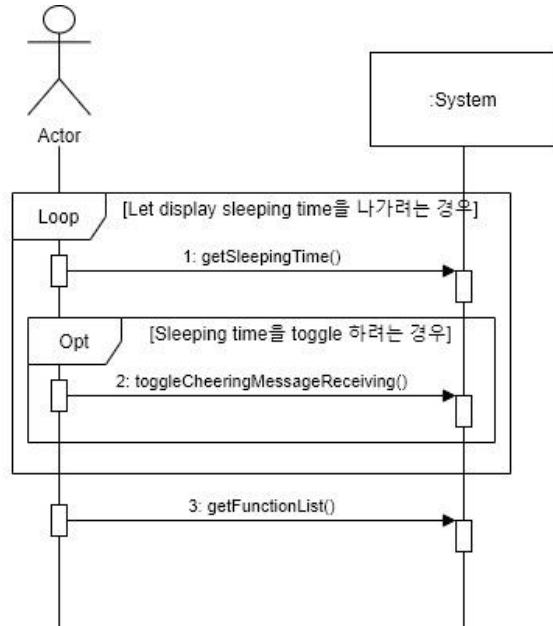 Actor
:System
Loop
[Let display sleeping time을 나가려는 경우]
1: getSleepingTime()
Opt
[Sleeping time을 toggle 하려는 경우]
2: toggleCheeringMessageReceiving()
3: getFunctionList()